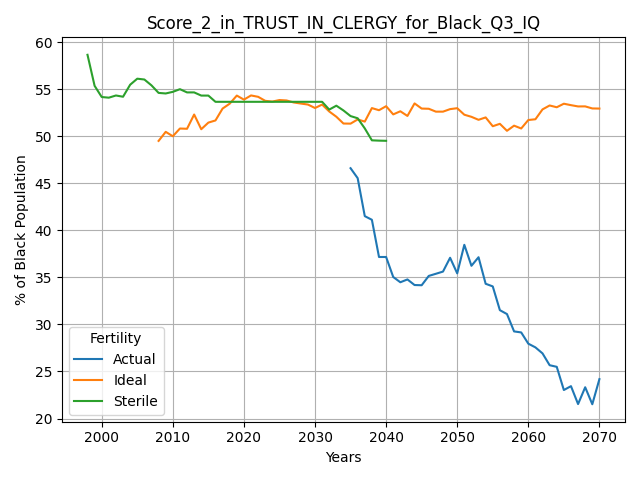 Score_2_in_TRUST_IN_CLERGY_for_Black_Q3_IQ
% of Black Population
60
55
50
45
40
35
30
25
20
Fertility
Actual
Ideal
Sterile
2000 2010 2020 2030 2040 2050 2060 2070
Years